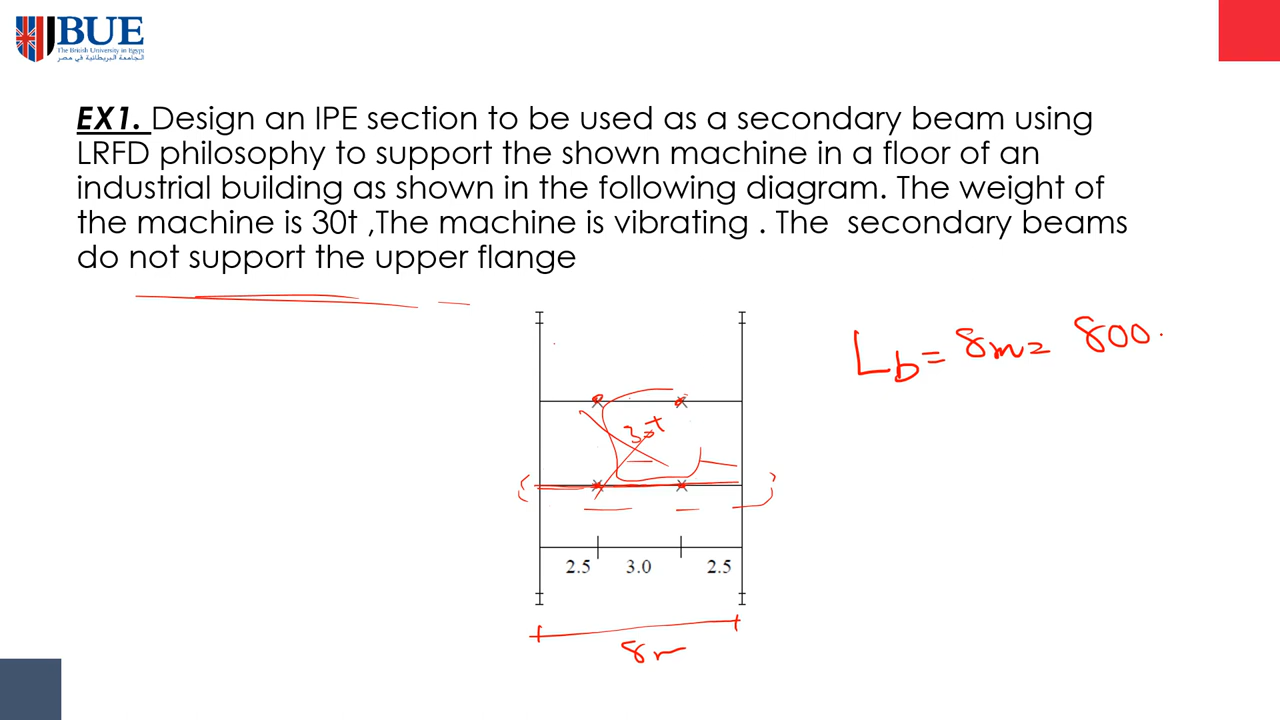 BUE
The British University in Egypt
الجامعة البريطانية في مصر
EX1. Design an IPE section to be used as a secondary beam using
LRFD philosophy to support the shown machine in a floor of an
industrial building as shown in the following diagram. The weight of
the machine is 30t ,The machine is vibrating . The secondary beams
do not support the upper flange
Lb = 8m = 800.
30t
2.5 3.0 2.5
8m